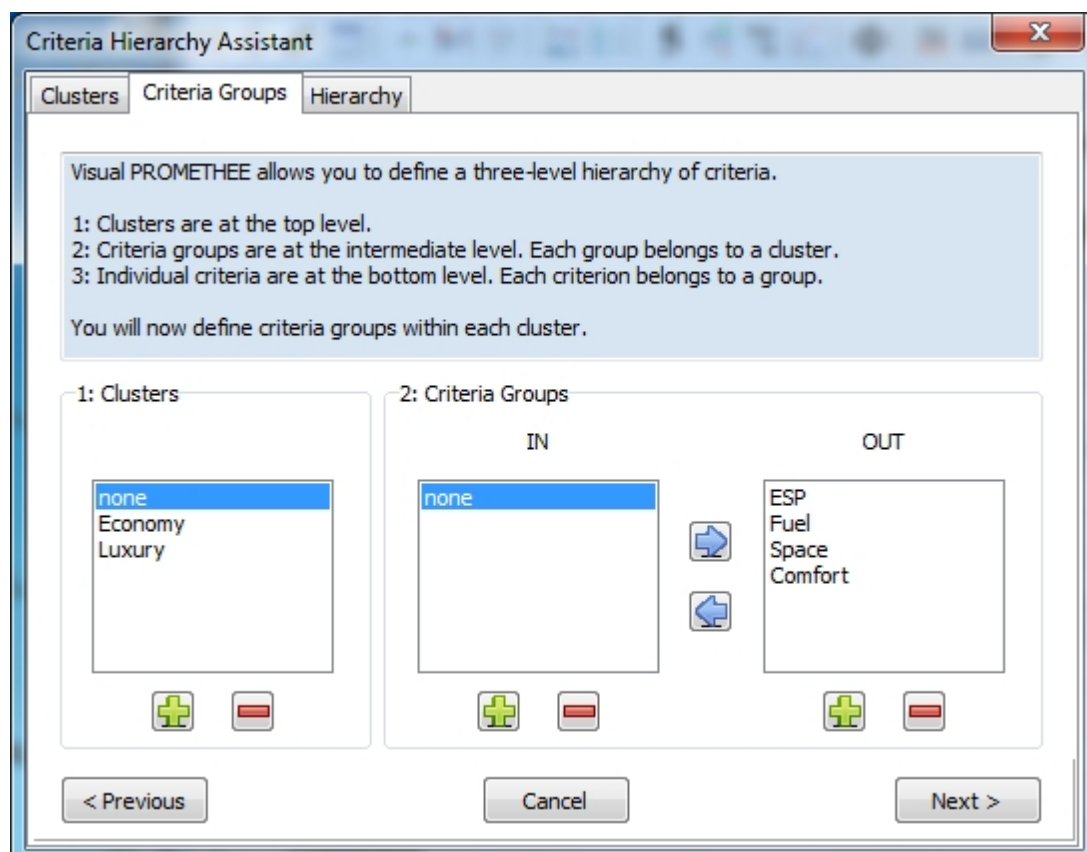 Criteria Hierarchy Assistant
Clusters Criteria Groups Hierarchy
Visual PROMETHEE allows you to define a three-level hierarchy of criteria.
1: Clusters are at the top level.
2: Criteria groups are at the intermediate level. Each group belongs to a cluster.
3: Individual criteria are at the bottom level. Each criterion belongs to a group.
You will now define criteria groups within each cluster.
1: Clusters
none
Economy
Luxury
2: Criteria Groups
IN
none
OUT
ESP
Fuel
Space
Comfort
< Previous
Cancel
Next >